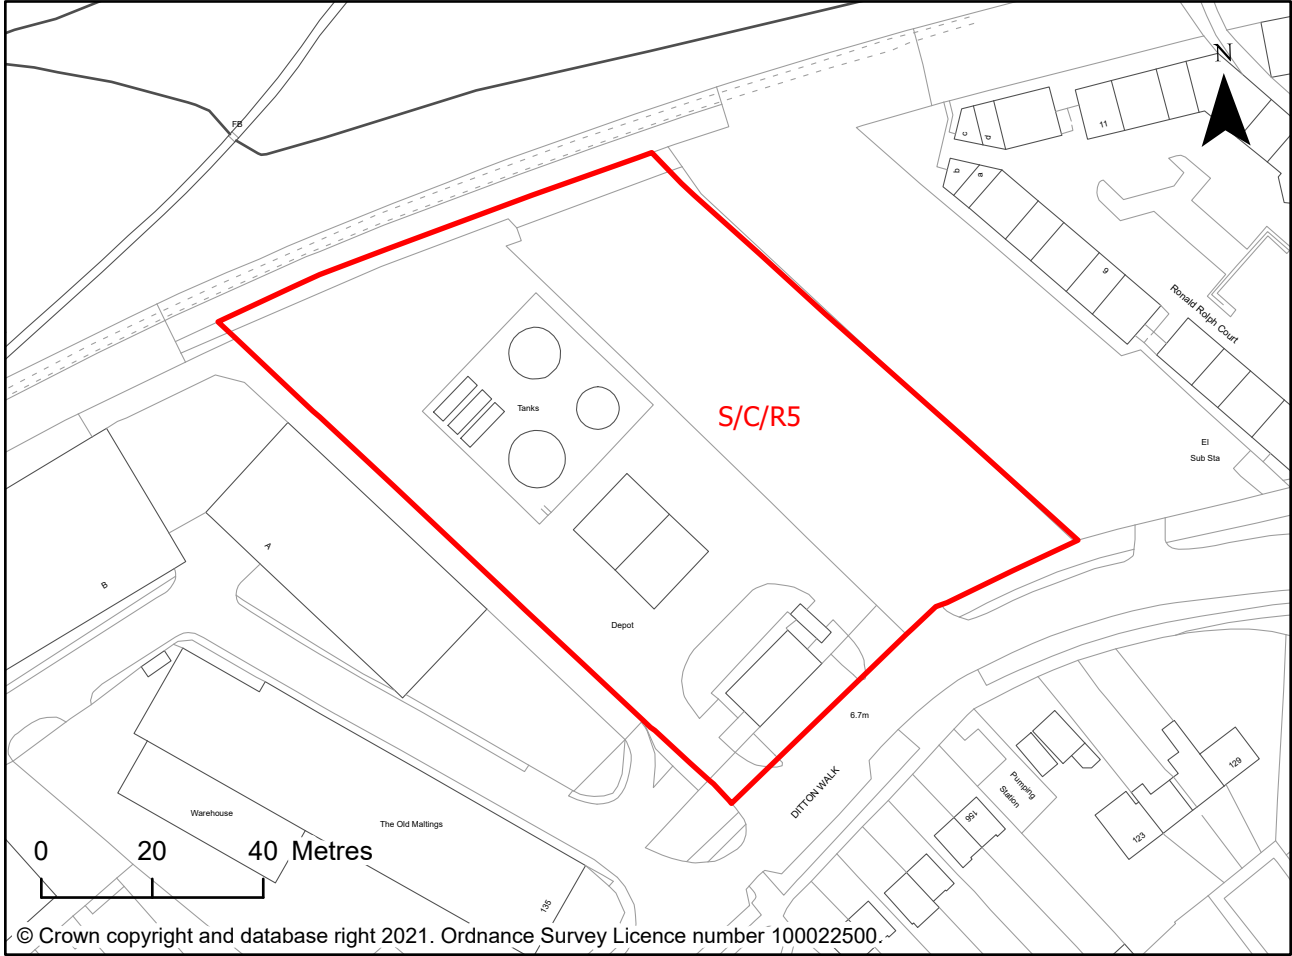 N
FB
c
d
11
b
a
9
Ronald Rolph Court
Tanks
S/C/R5
El
Sub Sta
A
B
Depot
6.7m
DITTON WALK
Pumping
Station
129
123
156
Warehouse
The Old Maltings
135
0 20 40 Metres
© Crown copyright and database right 2021. Ordnance Survey Licence number 100022500.